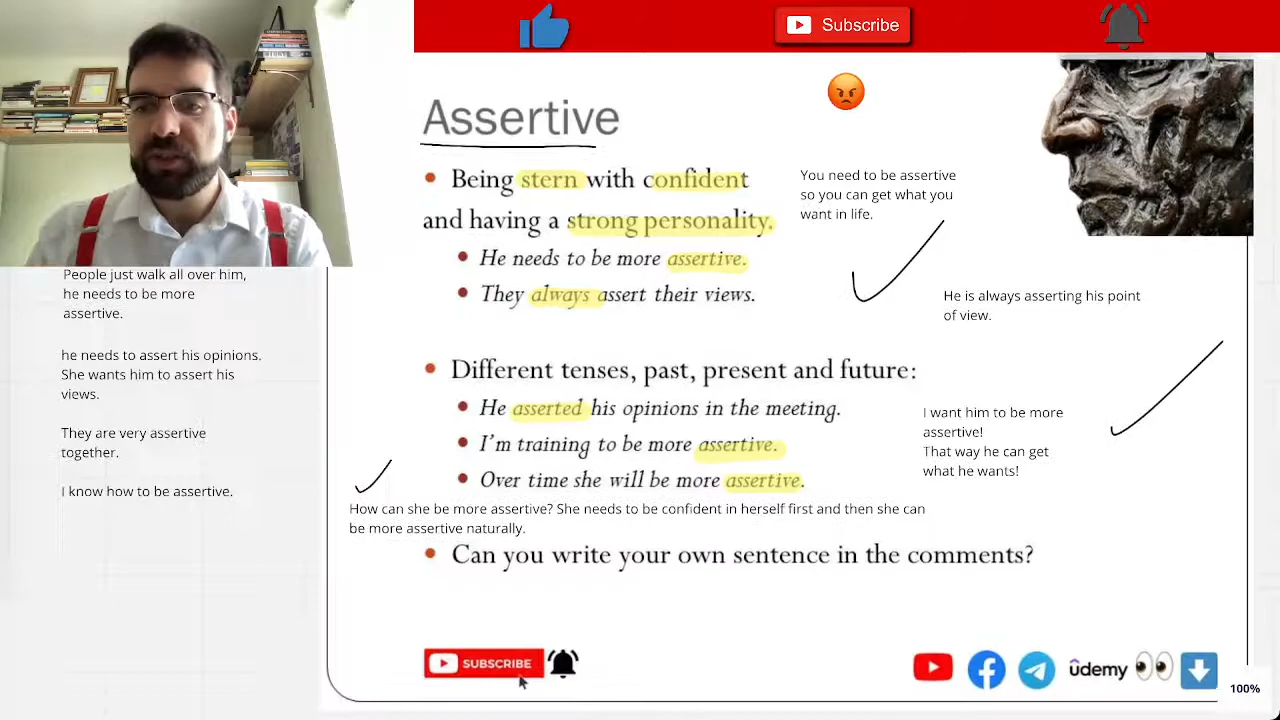 Subscribe
Assertive
• Being stern with confident
and having a strong personality.
• He needs to be more assertive.
• They always assert their views.
You need to be assertive
so you can get what you
want in life.
He is always asserting his point
of view.
People just walk all over him,
he needs to be more
assertive.
he needs to assert his opinions.
She wants him to assert his
views.
They are very assertive
together.
I know how to be assertive.
• Different tenses, past, present and future:
• He asserted his opinions in the meeting.
• I'm training to be more assertive.
• Over time she will be more assertive.
I want him to be more
assertive!
That way he can get
what he wants!
How can she be more assertive? She needs to be confident in herself first and then she can
be more assertive naturally.
• Can you write your own sentence in the comments?
SUBSCRIBE
ûdemy
100%